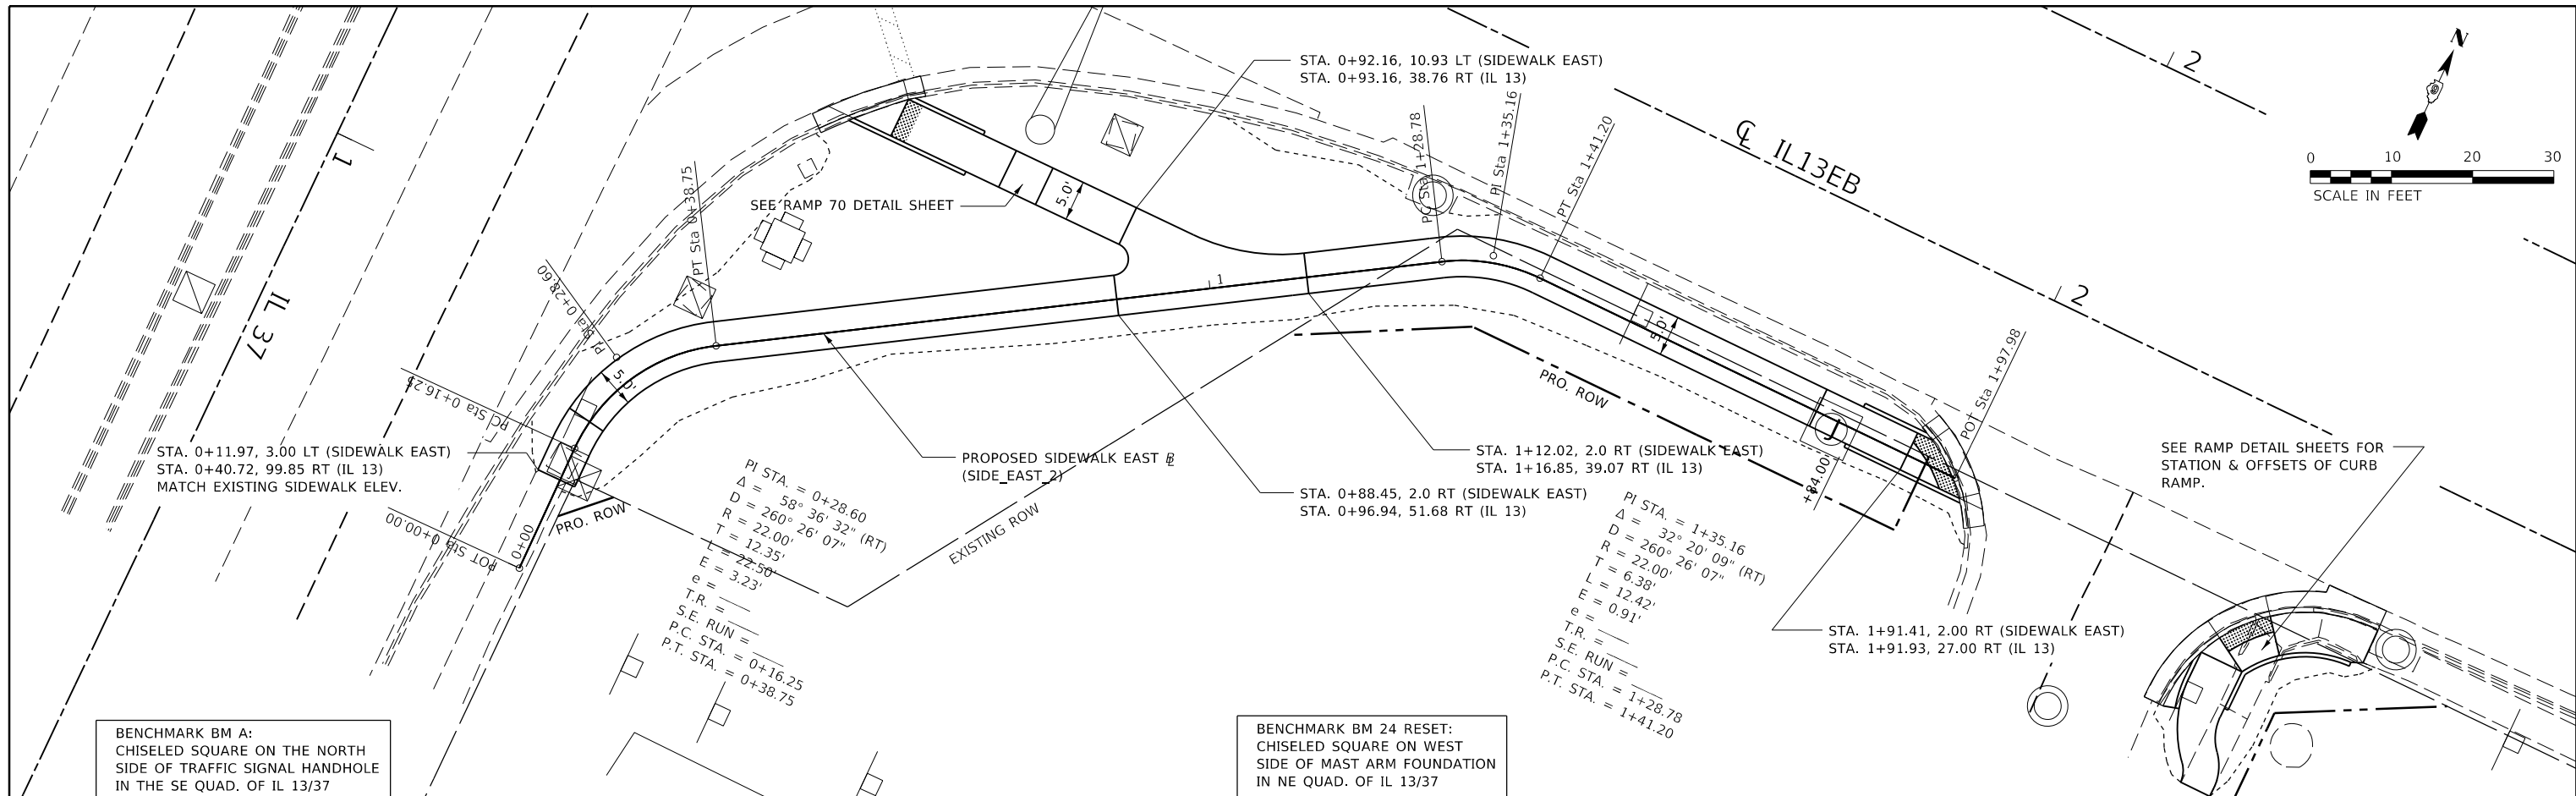 STA. 0+92.16, 10.93 LT (SIDEWALK EAST)
STA. 0+93.16, 38.76 RT (IL 13)
2
N
0 10 20 30
SCALE IN FEET
℄ IL13EB
2
1
IL 37
SEE RAMP 70 DETAIL SHEET
5.0'
PC Sta 1+28.78
PI Sta 1+35.16
PT Sta 1+41.20
PT Sta 0+38.75
PI Sta 0+28.60
PC Sta 0+16.25
POT Sta 0+00.00
0+00
5.0'
1
5.0'
POT Sta 1+97.98
J
+84.00
PRO. ROW
PRO. ROW
EXISTING ROW
STA. 0+11.97, 3.00 LT (SIDEWALK EAST)
STA. 0+40.72, 99.85 RT (IL 13)
MATCH EXISTING SIDEWALK ELEV.
PROPOSED SIDEWALK EAST ⅊
(SIDE_EAST_2)
STA. 1+12.02, 2.0 RT (SIDEWALK EAST)
STA. 1+16.85, 39.07 RT (IL 13)
STA. 0+88.45, 2.0 RT (SIDEWALK EAST)
STA. 0+96.94, 51.68 RT (IL 13)
SEE RAMP DETAIL SHEETS FOR
STATION & OFFSETS OF CURB
RAMP.
STA. 1+91.41, 2.00 RT (SIDEWALK EAST)
STA. 1+91.93, 27.00 RT (IL 13)
PI STA. = 0+28.60
Δ = 58° 36' 32" (RT)
D = 260° 26' 07"
R = 22.00'
T = 12.35'
L = 22.50'
E = 3.23'
e =
T.R. =
S.E. RUN =
P.C. STA. = 0+16.25
P.T. STA. = 0+38.75
PI STA. = 1+35.16
Δ = 32° 20' 09" (RT)
D = 260° 26' 07"
R = 22.00'
T = 6.38'
L = 12.42'
E = 0.91'
e =
T.R. =
S.E. RUN =
P.C. STA. = 1+28.78
P.T. STA. = 1+41.20
BENCHMARK BM A:
CHISELED SQUARE ON THE NORTH
SIDE OF TRAFFIC SIGNAL HANDHOLE
IN THE SE QUAD. OF IL 13/37
BENCHMARK BM 24 RESET:
CHISELED SQUARE ON WEST
SIDE OF MAST ARM FOUNDATION
IN NE QUAD. OF IL 13/37